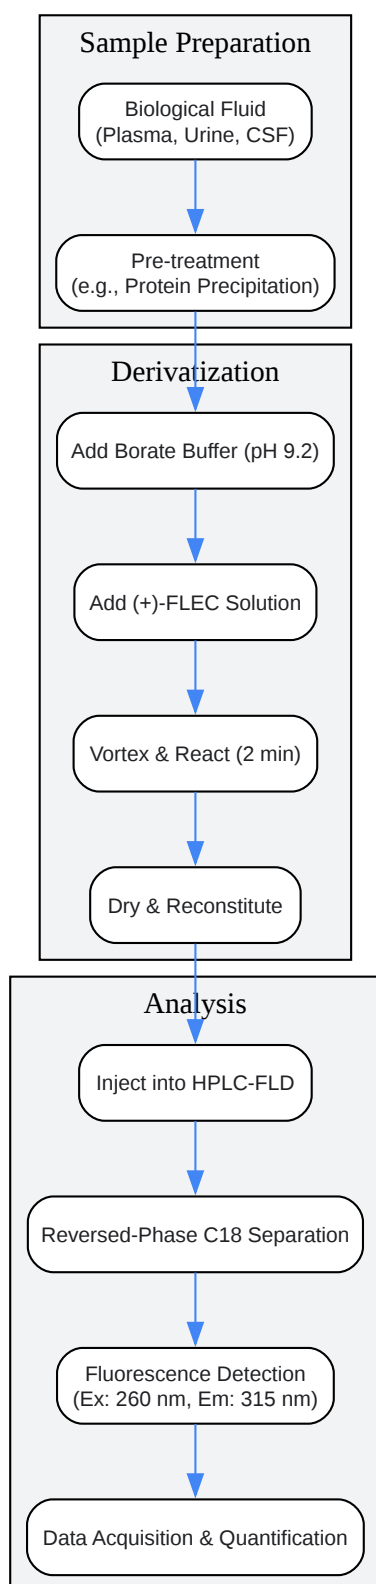 Sample Preparation
Biological Fluid
(Plasma, Urine, CSF)
Pre-treatment
(e.g., Protein Precipitation)
Derivatization
Add Borate Buffer (pH 9.2)
Add (+)-FLEC Solution
Vortex & React (2 min)
Dry & Reconstitute
Analysis
Inject into HPLC-FLD
Reversed-Phase C18 Separation
Fluorescence Detection
(Ex: 260 nm, Em: 315 nm)
Data Acquisition & Quantification